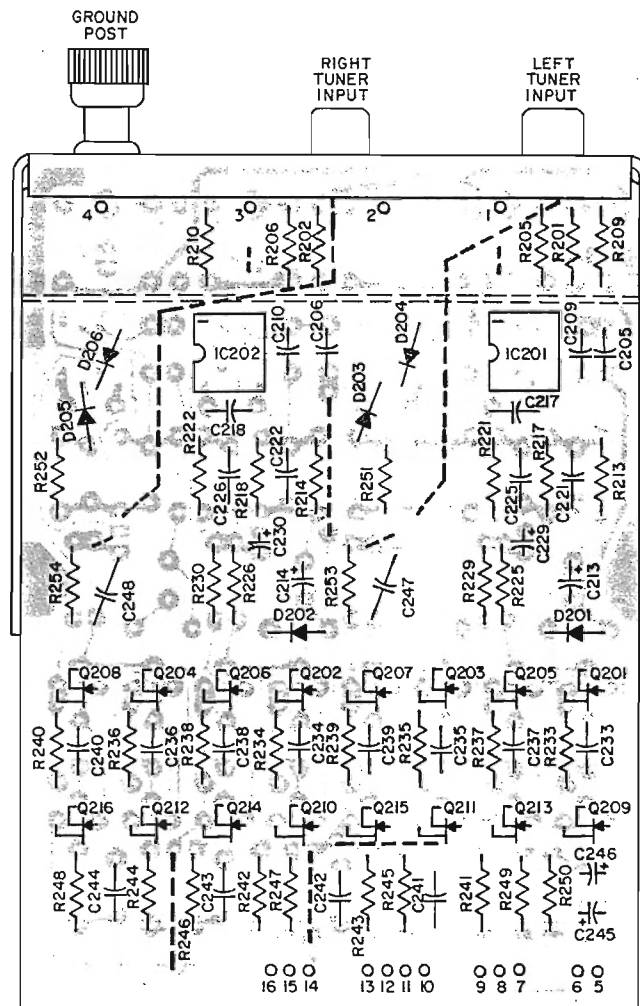 GROUND
POST
RIGHT
TUNER
INPUT
LEFT
TUNER
INPUT
4 3 2 1
R210 R206 R202 R205 R201 R209
D206 C210 C206 D204 C209 C205
IC202 IC201
D205 D203 C217
C218
R252 R222 C226 R218 C222 R214 R251 R221 C225 R217 C221 R213
C230 C229
R254 C248 R230 R226 C214 R253 C247 R229 R225 C213
D202 D201
Q208 Q204 Q206 Q202 Q207 Q203 Q205 Q201
R240 C240 R236 C236 R238 C238 R234 C234 R239 C239 R235 C235 R237 C237 R233 C233
Q216 Q212 Q214 Q210 Q215 Q211 Q213 Q209
R248 C244 R244 R246 C243 R242 R247 C242 R243 R245 C241 R241 R249 R250 C246
C245
16 15 14 13 12 11 10 9 8 7 6 5